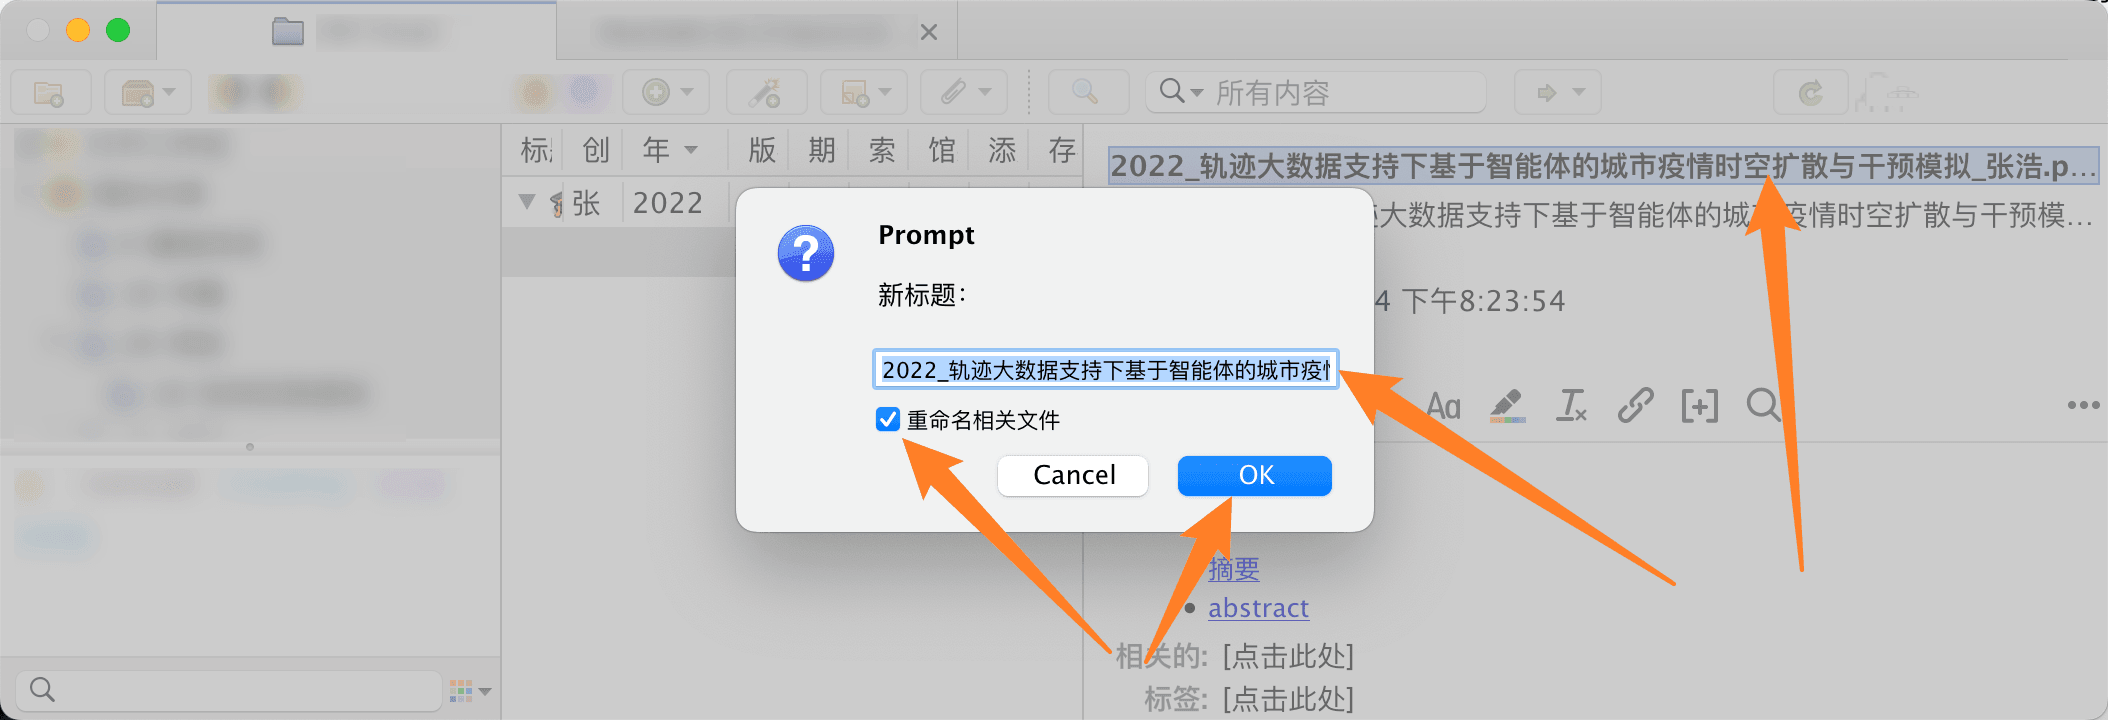 所有内容
标 创 年 版 期 索 馆 添 存
张 2022
2022_轨迹大数据支持下基于智能体的城市疫情时空扩散与干预模拟_张浩.p...
大数据支持下基于智能体的城市疫情时空扩散与干预模...
4 下午8:23:54
Prompt
新标题:
2022_轨迹大数据支持下基于智能体的城市疫
重命名相关文件
Cancel OK
Aa
摘要
abstract
相关的: [点击此处]
标签: [点击此处]